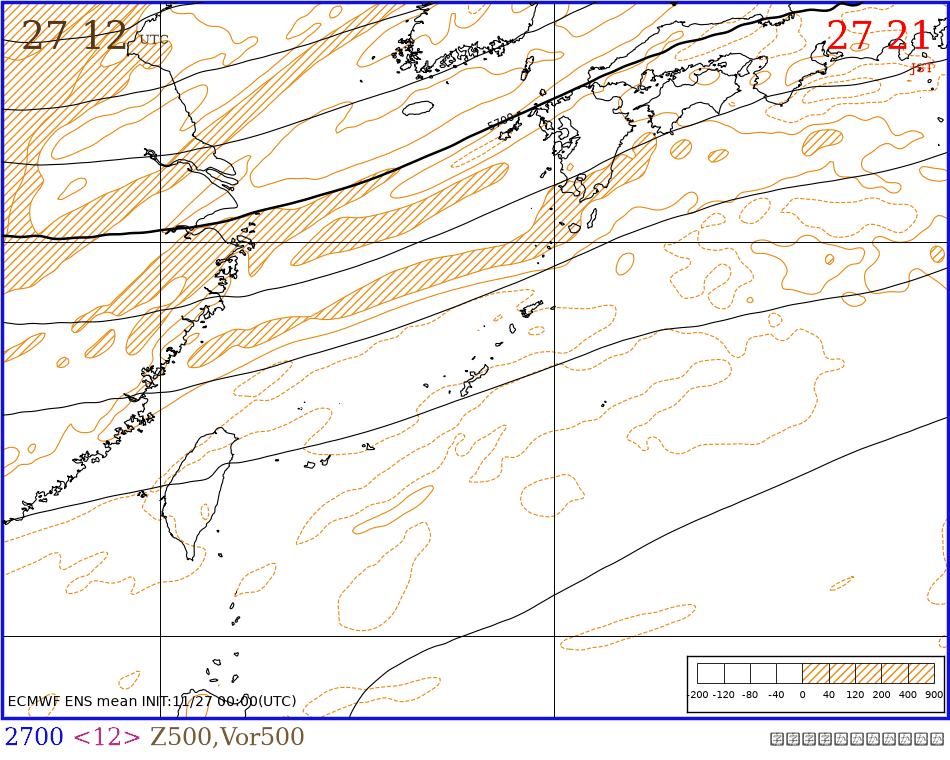 27 12 UTC
27 21 JST
5700
ECMWF ENS mean INIT:11/27 00:00(UTC)
-200 -120 -80 -40 0 40 120 200 400 900
2700 <12> Z500,Vor500